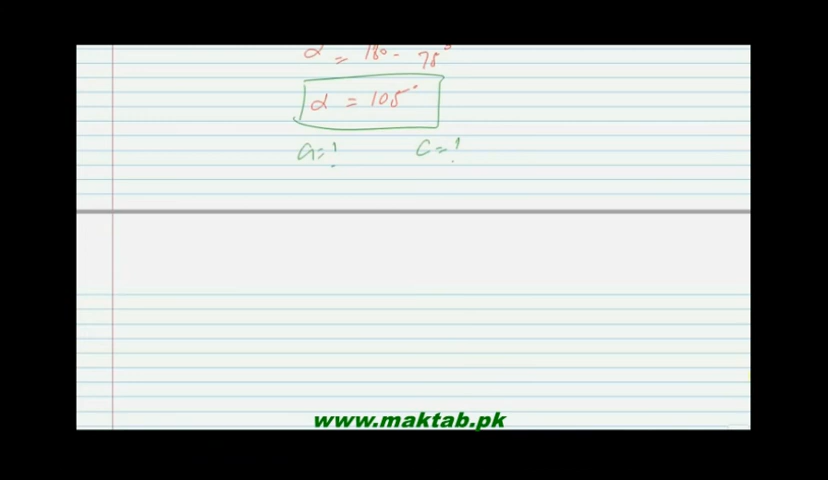 α = 180 - 75°
α = 105°
a = ? c = ?
www.maktab.pk